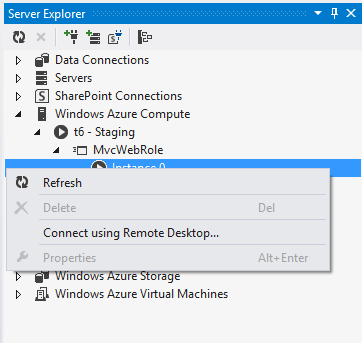 Server Explorer
Data Connections
Servers
SharePoint Connections
Windows Azure Compute
t6 - Staging
MvcWebRole
Instance 0
Refresh
Delete Del
Connect using Remote Desktop...
Properties Alt+Enter
Windows Azure Storage
Windows Azure Virtual Machines